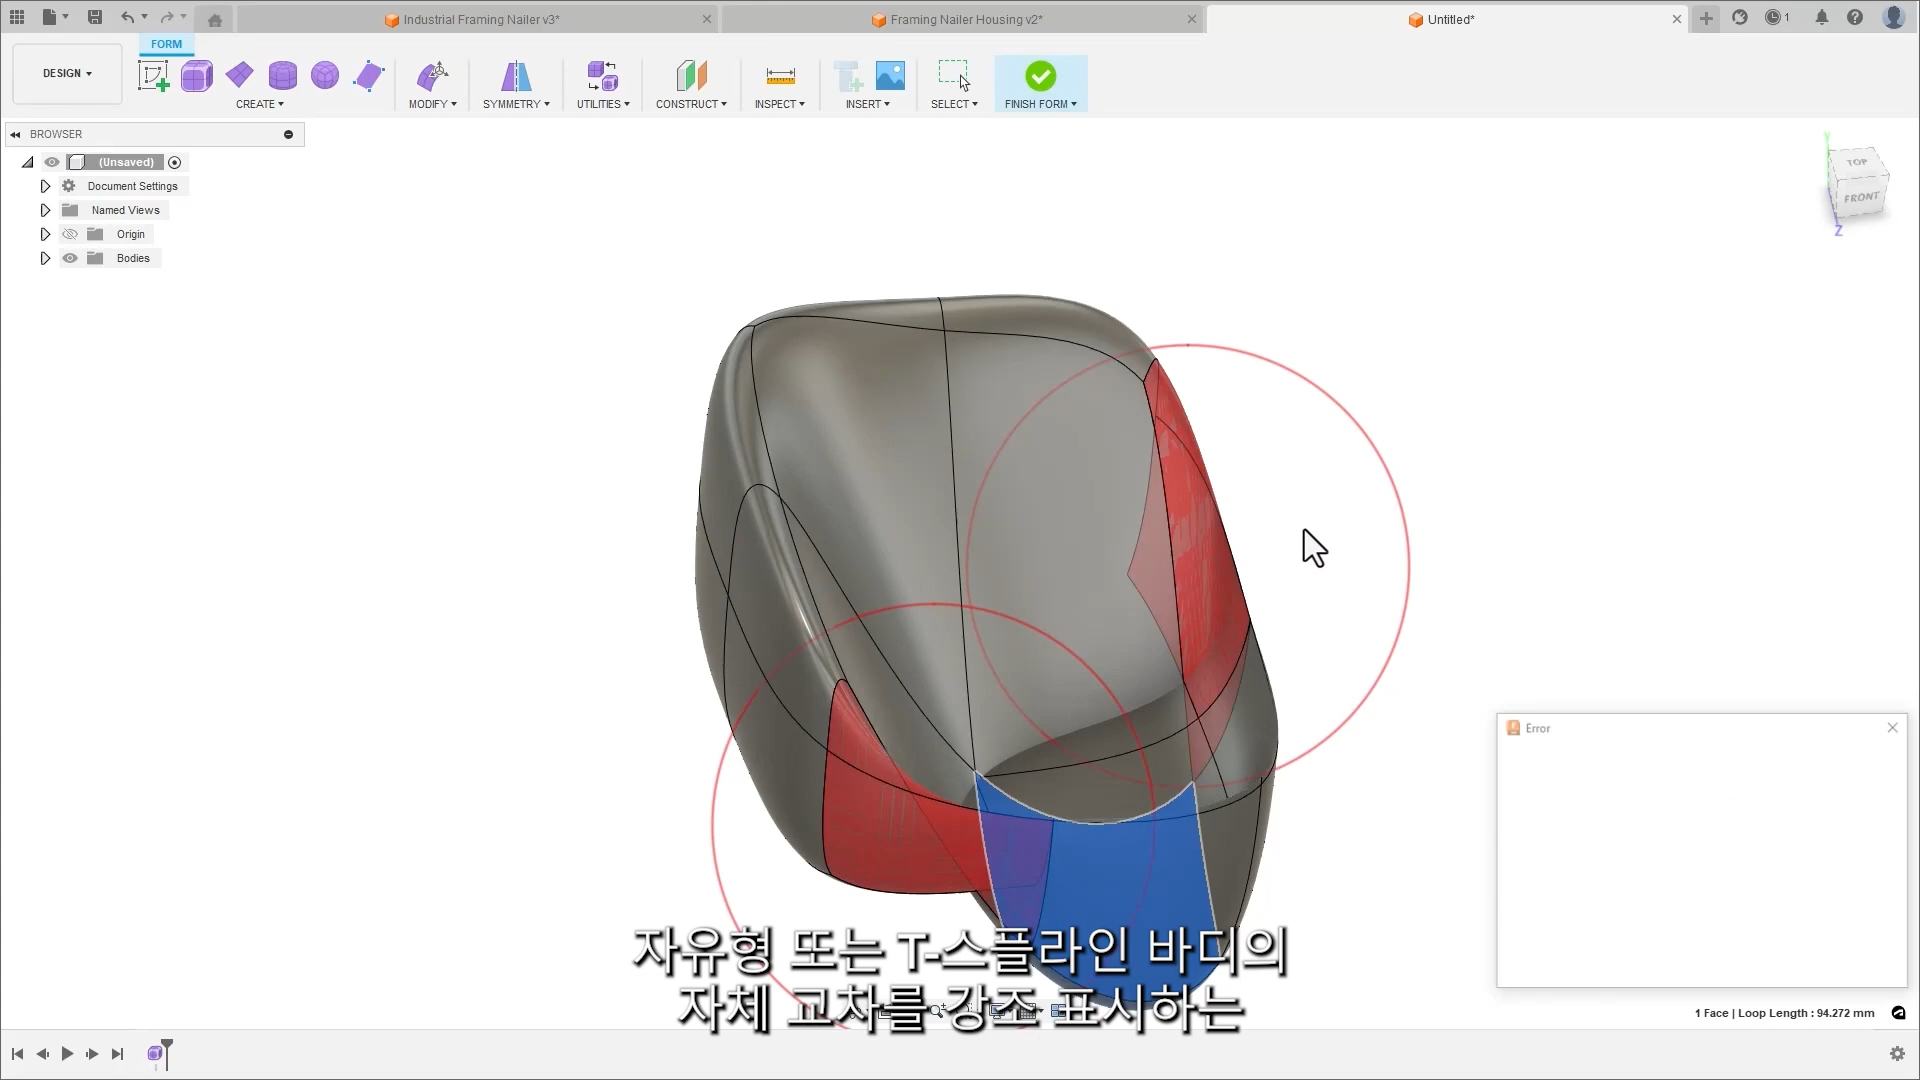 Industrial Framing Nailer v3*
Framing Nailer Housing v2*
Untitled*
1
FORM
DESIGN
CREATE
MODIFY
SYMMETRY
UTILITIES
CONSTRUCT
INSPECT
INSERT
SELECT
FINISH FORM
BROWSER
(Unsaved)
Document Settings
Named Views
Origin
Bodies
TOP
FRONT
Y
Z
Error
자유형 또는 T-스플라인 바디의
자체 교차를 강조 표시하는
1 Face | Loop Length : 94.272 mm